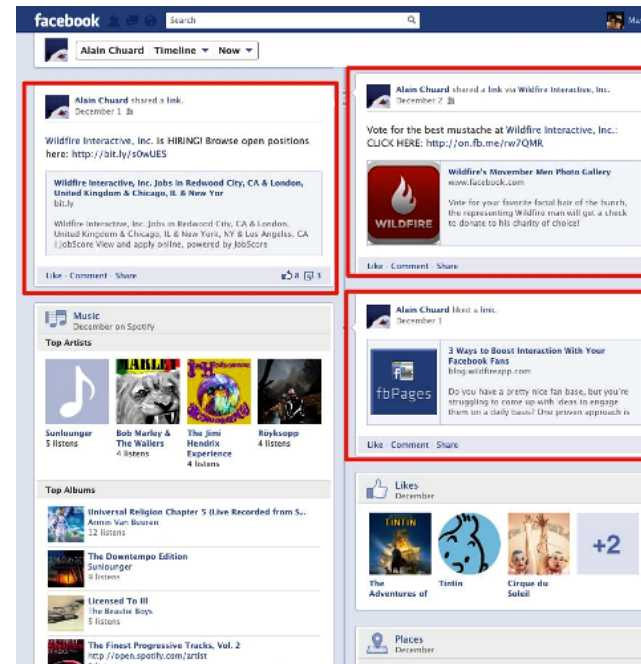 facebook
Search
Ma
Alain Chuard Timeline Now
Alain Chuard shared a link.
December 1
Wildfire Interactive, Inc. is HIRING! Browse open positions
here: http://bit.ly/s0wUES
Wildfire Interactive, Inc. Jobs in Redwood City, CA & London,
United Kingdom & Chicago, IL & New Yor
bit.ly
Wildfire Interactive, Inc. Jobs in Redwood City, CA & London,
United Kingdom & Chicago, IL & New York, NY & Los Angeles, CA
| JobScore View and apply online, powered by JobScore
Like · Comment · Share
8 3
Music
December on Spotify
Top Artists
MARLEY
Sunlounger
5 listens
Bob Marley &
The Wailers
4 listens
The Jimi
Hendrix
Experience
4 listens
Röyksopp
4 listens
Top Albums
Universal Religion Chapter 5 (Live Recorded from S...
Armin Van Buuren
12 listens
The Downtempo Edition
Sunlounger
9 listens
Licensed To Ill
The Beastie Boys
5 listens
The Finest Progressive Tracks, Vol. 2
http://open.spotify.com/artist
Alain Chuard shared a link via Wildfire Interactive, Inc.
December 2
Vote for the best mustache at Wildfire Interactive, Inc.:
CLICK HERE: http://on.fb.me/rw7QMR
WILDFIRE
Wildfire's Movember Men Photo Gallery
www.facebook.com
Vote for your favorite facial hair of the bunch,
the representing Wildfire man will get a check
to donate to his charity of choice!
Like · Comment · Share
Alain Chuard liked a link.
December 1
fbPages
3 Ways to Boost Interaction With Your
Facebook Fans
blog.wildfireapp.com
Do you have a pretty nice fan base, but you're
struggling to come up with ideas to engage
them on a daily basis? One proven approach is
Like · Comment · Share
Likes
December
TINTIN
The
Adventures of
Tintin
Cirque du
Soleil
+2
Places
December